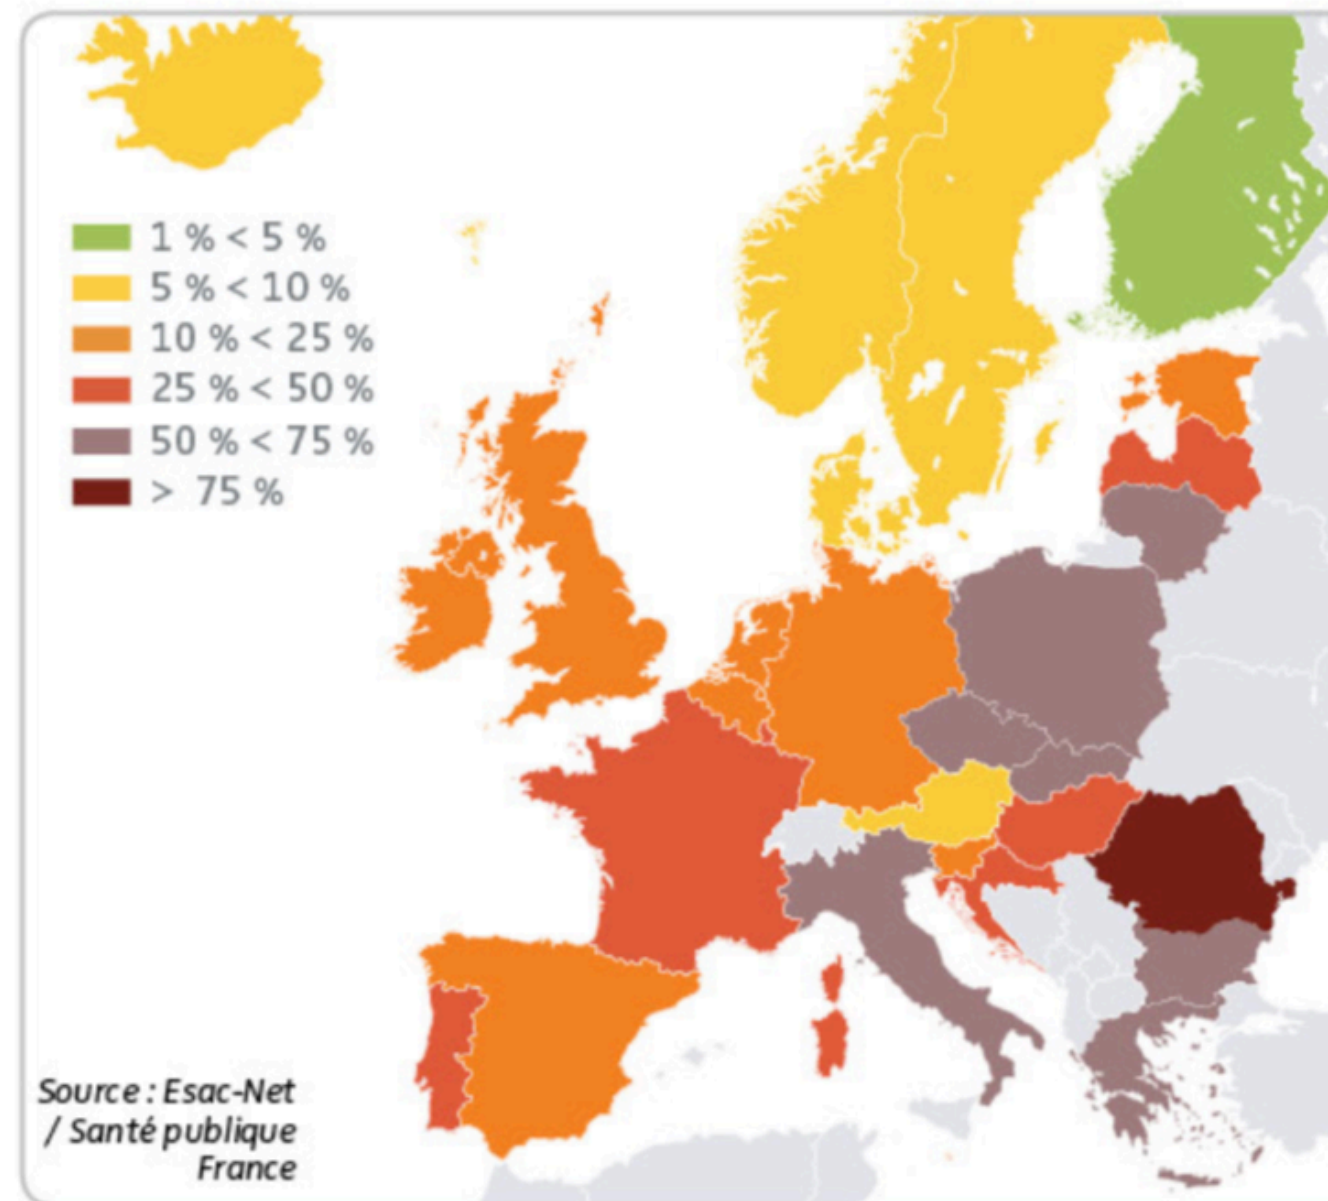 1 % < 5 %
5 % < 10 %
10 % < 25 %
25 % < 50 %
50 % < 75 %
> 75 %
Source : Esac-Net
/ Santé publique
France